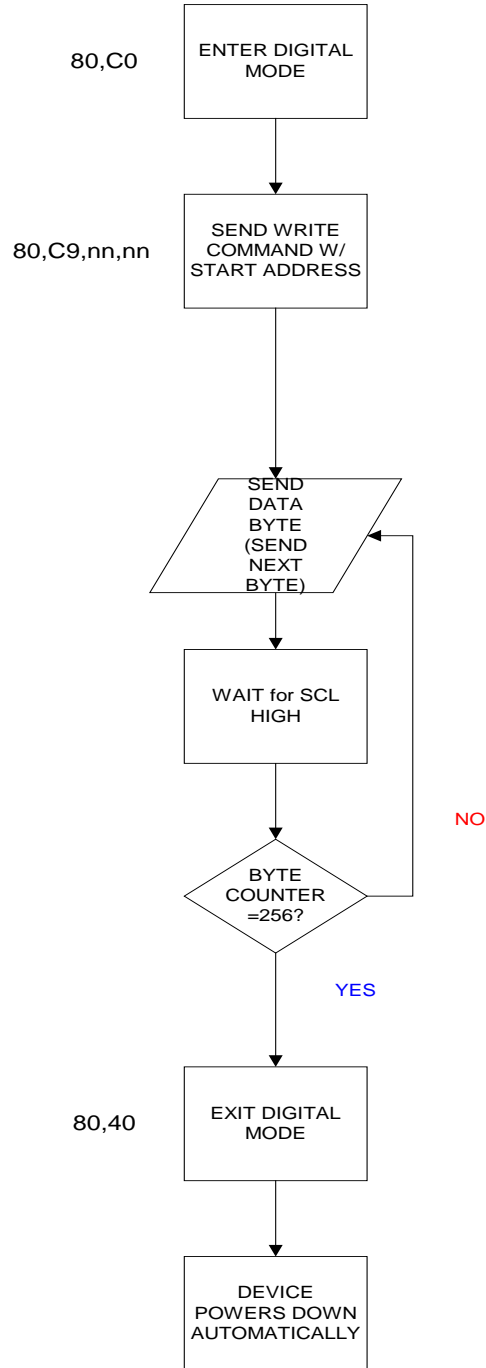 80,C0
ENTER DIGITAL
MODE
80,C9,nn,nn
SEND WRITE
COMMAND W/
START ADDRESS
SEND
DATA
BYTE
(SEND
NEXT
BYTE)
WAIT for SCL
HIGH
NO
BYTE
COUNTER
=256?
YES
80,40
EXIT DIGITAL
MODE
DEVICE
POWERS DOWN
AUTOMATICALLY